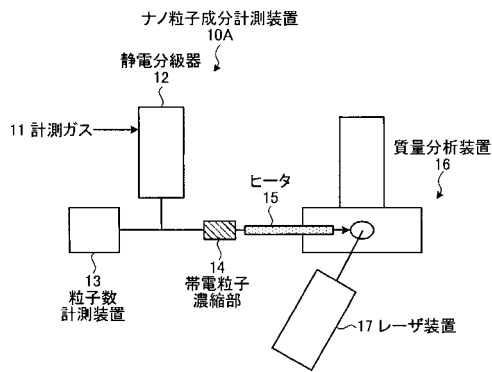 ナノ粒子成分計測装置
10A
静電分級器
12
11 計測ガス
質量分析装置
16
ヒータ
15
13
粒子数
計測装置
14
帯電粒子
濃縮部
17 レーザ装置